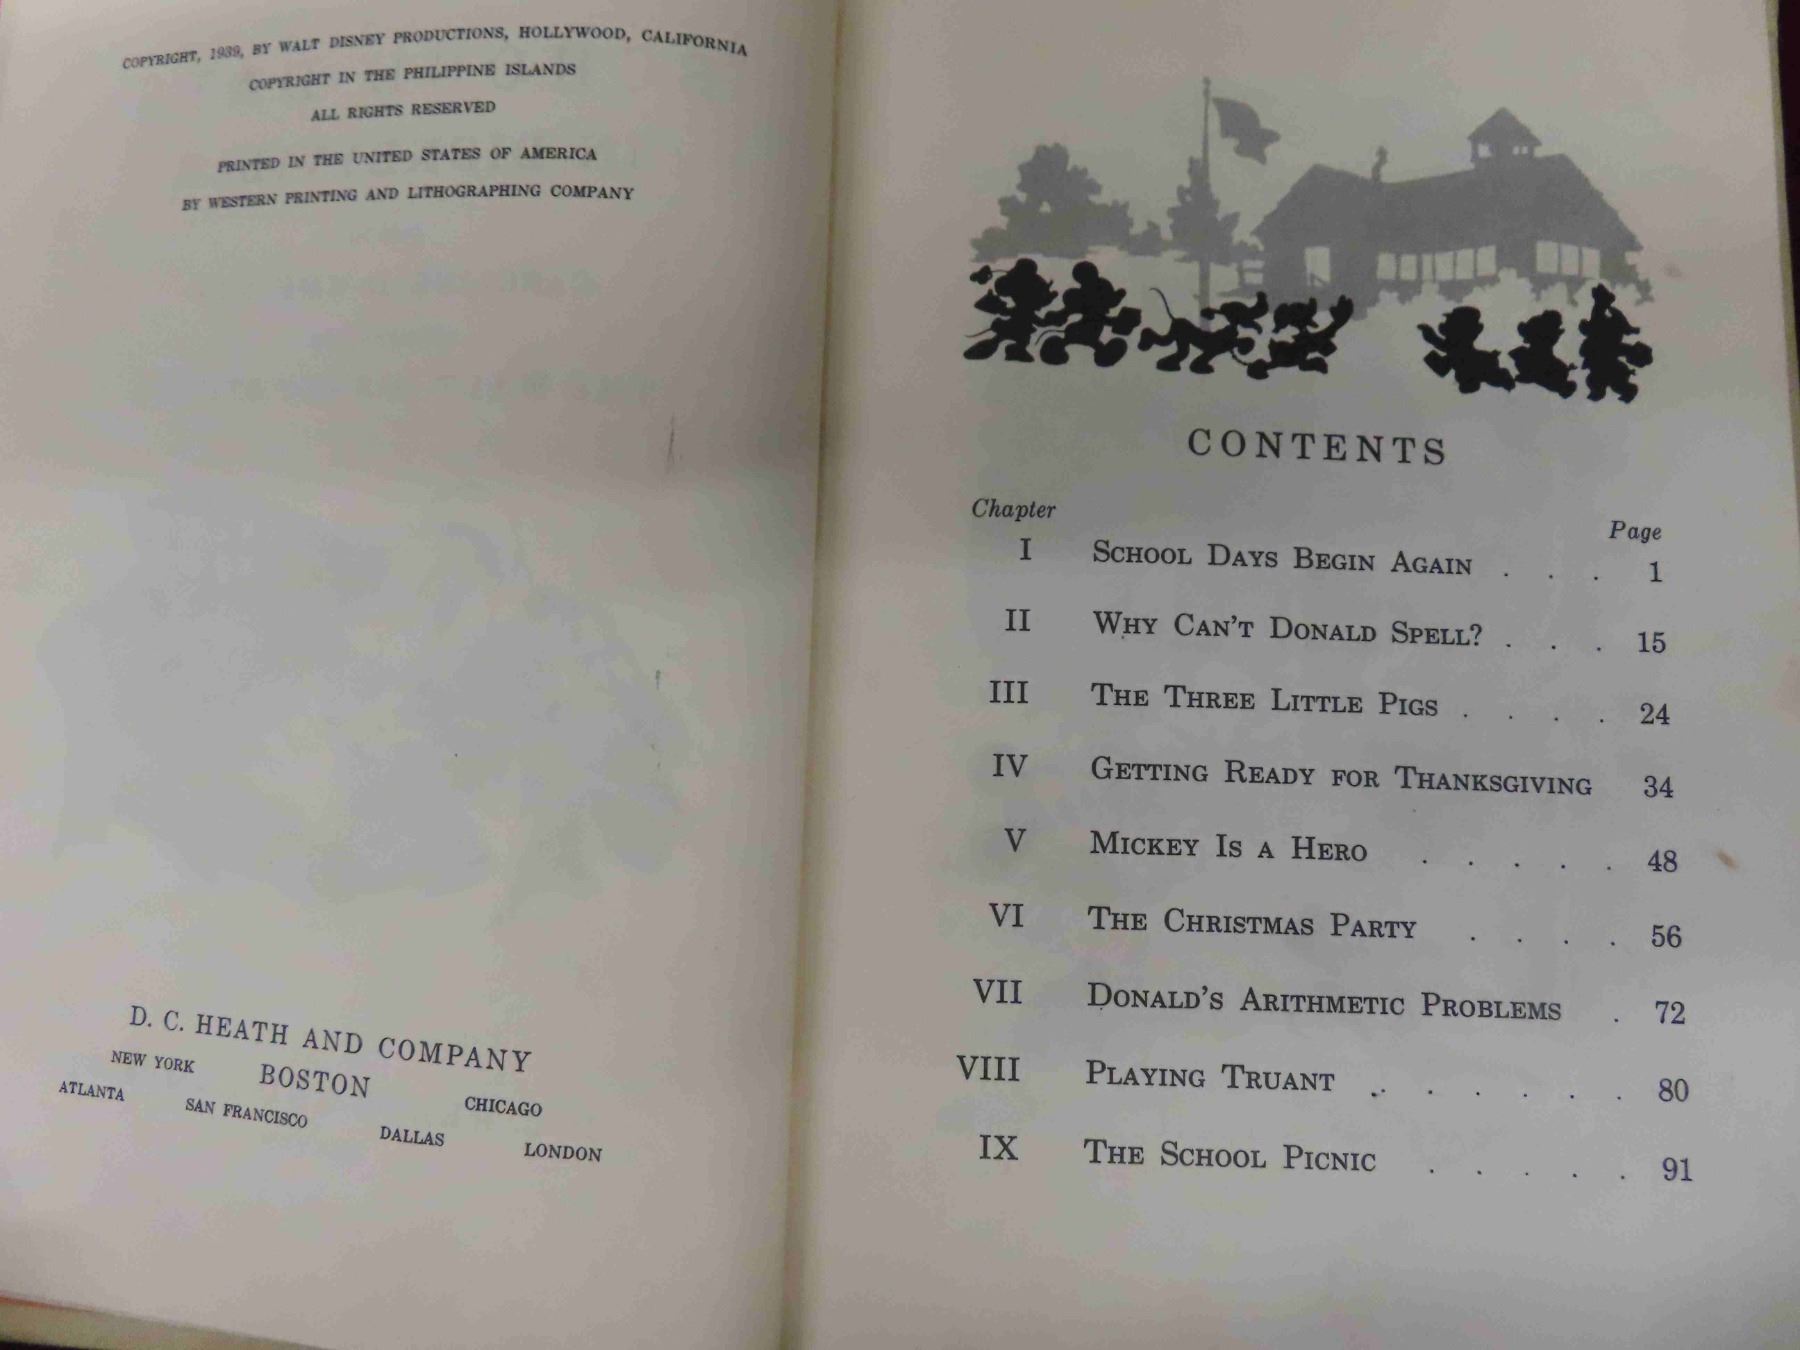 COPYRIGHT, 1939, BY WALT DISNEY PRODUCTIONS, HOLLYWOOD, CALIFORNIA
COPYRIGHT IN THE PHILIPPINE ISLANDS
ALL RIGHTS RESERVED
PRINTED IN THE UNITED STATES OF AMERICA
BY WESTERN PRINTING AND LITHOGRAPHING COMPANY
D. C. HEATH AND COMPANY
NEW YORK BOSTON CHICAGO
ATLANTA SAN FRANCISCO DALLAS LONDON
CONTENTS
Chapter Page
I SCHOOL DAYS BEGIN AGAIN . . . 1
II WHY CAN'T DONALD SPELL? . . . 15
III THE THREE LITTLE PIGS . . . . 24
IV GETTING READY FOR THANKSGIVING 34
V MICKEY IS A HERO . . . . . 48
VI THE CHRISTMAS PARTY . . . . 56
VII DONALD'S ARITHMETIC PROBLEMS . 72
VIII PLAYING TRUANT . . . . . . 80
IX THE SCHOOL PICNIC . . . . . 91